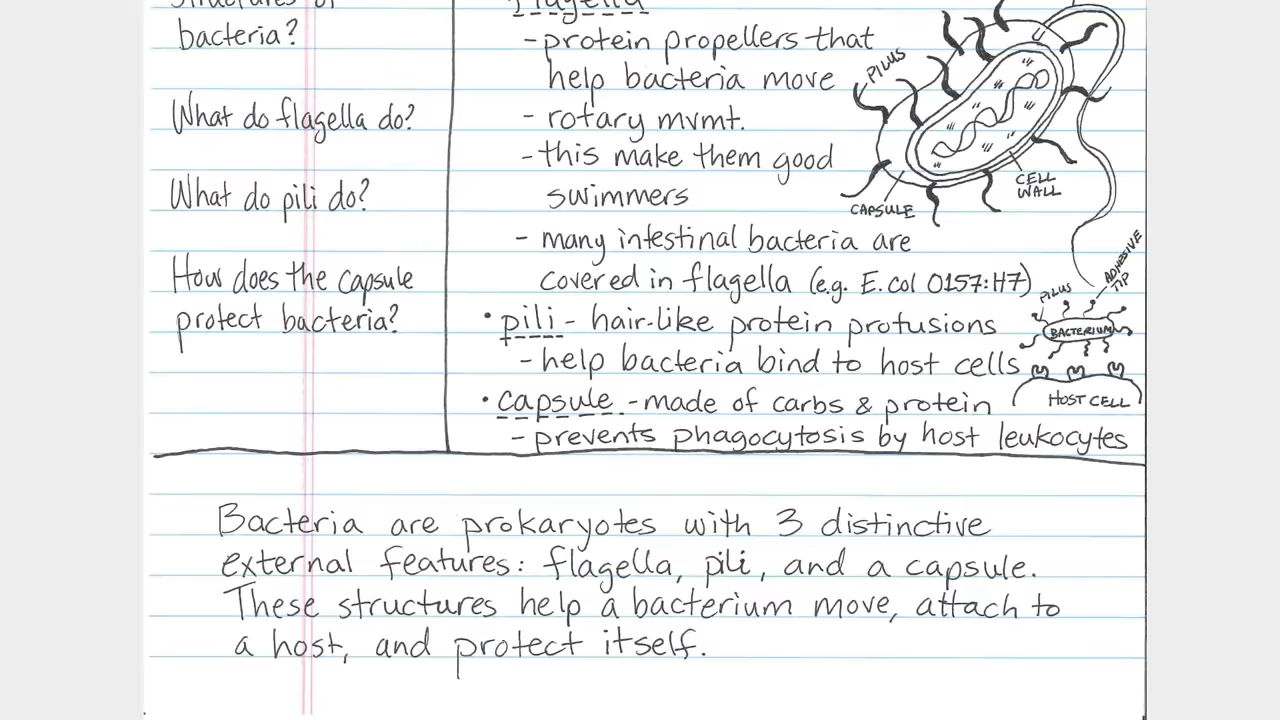 structures of
bacteria?
What do flagella do?
What do pili do?
How does the capsule
protect bacteria?
flagella
- protein propellers that
help bacteria move
- rotary mvmt.
- this make them good
swimmers
- many intestinal bacteria are
covered in flagella (e.g. E.col O157:H7)
• pili - hair-like protein protusions
- help bacteria bind to host cells
• capsule - made of carbs & protein
- prevents phagocytosis by host leukocytes
PILUS
CAPSULE
CELL
WALL
ADHESIVE
TIP
PILUS
BACTERIUM
HOST CELL
Bacteria are prokaryotes with 3 distinctive
external features: flagella, pili, and a capsule.
These structures help a bacterium move, attach to
a host, and protect itself.